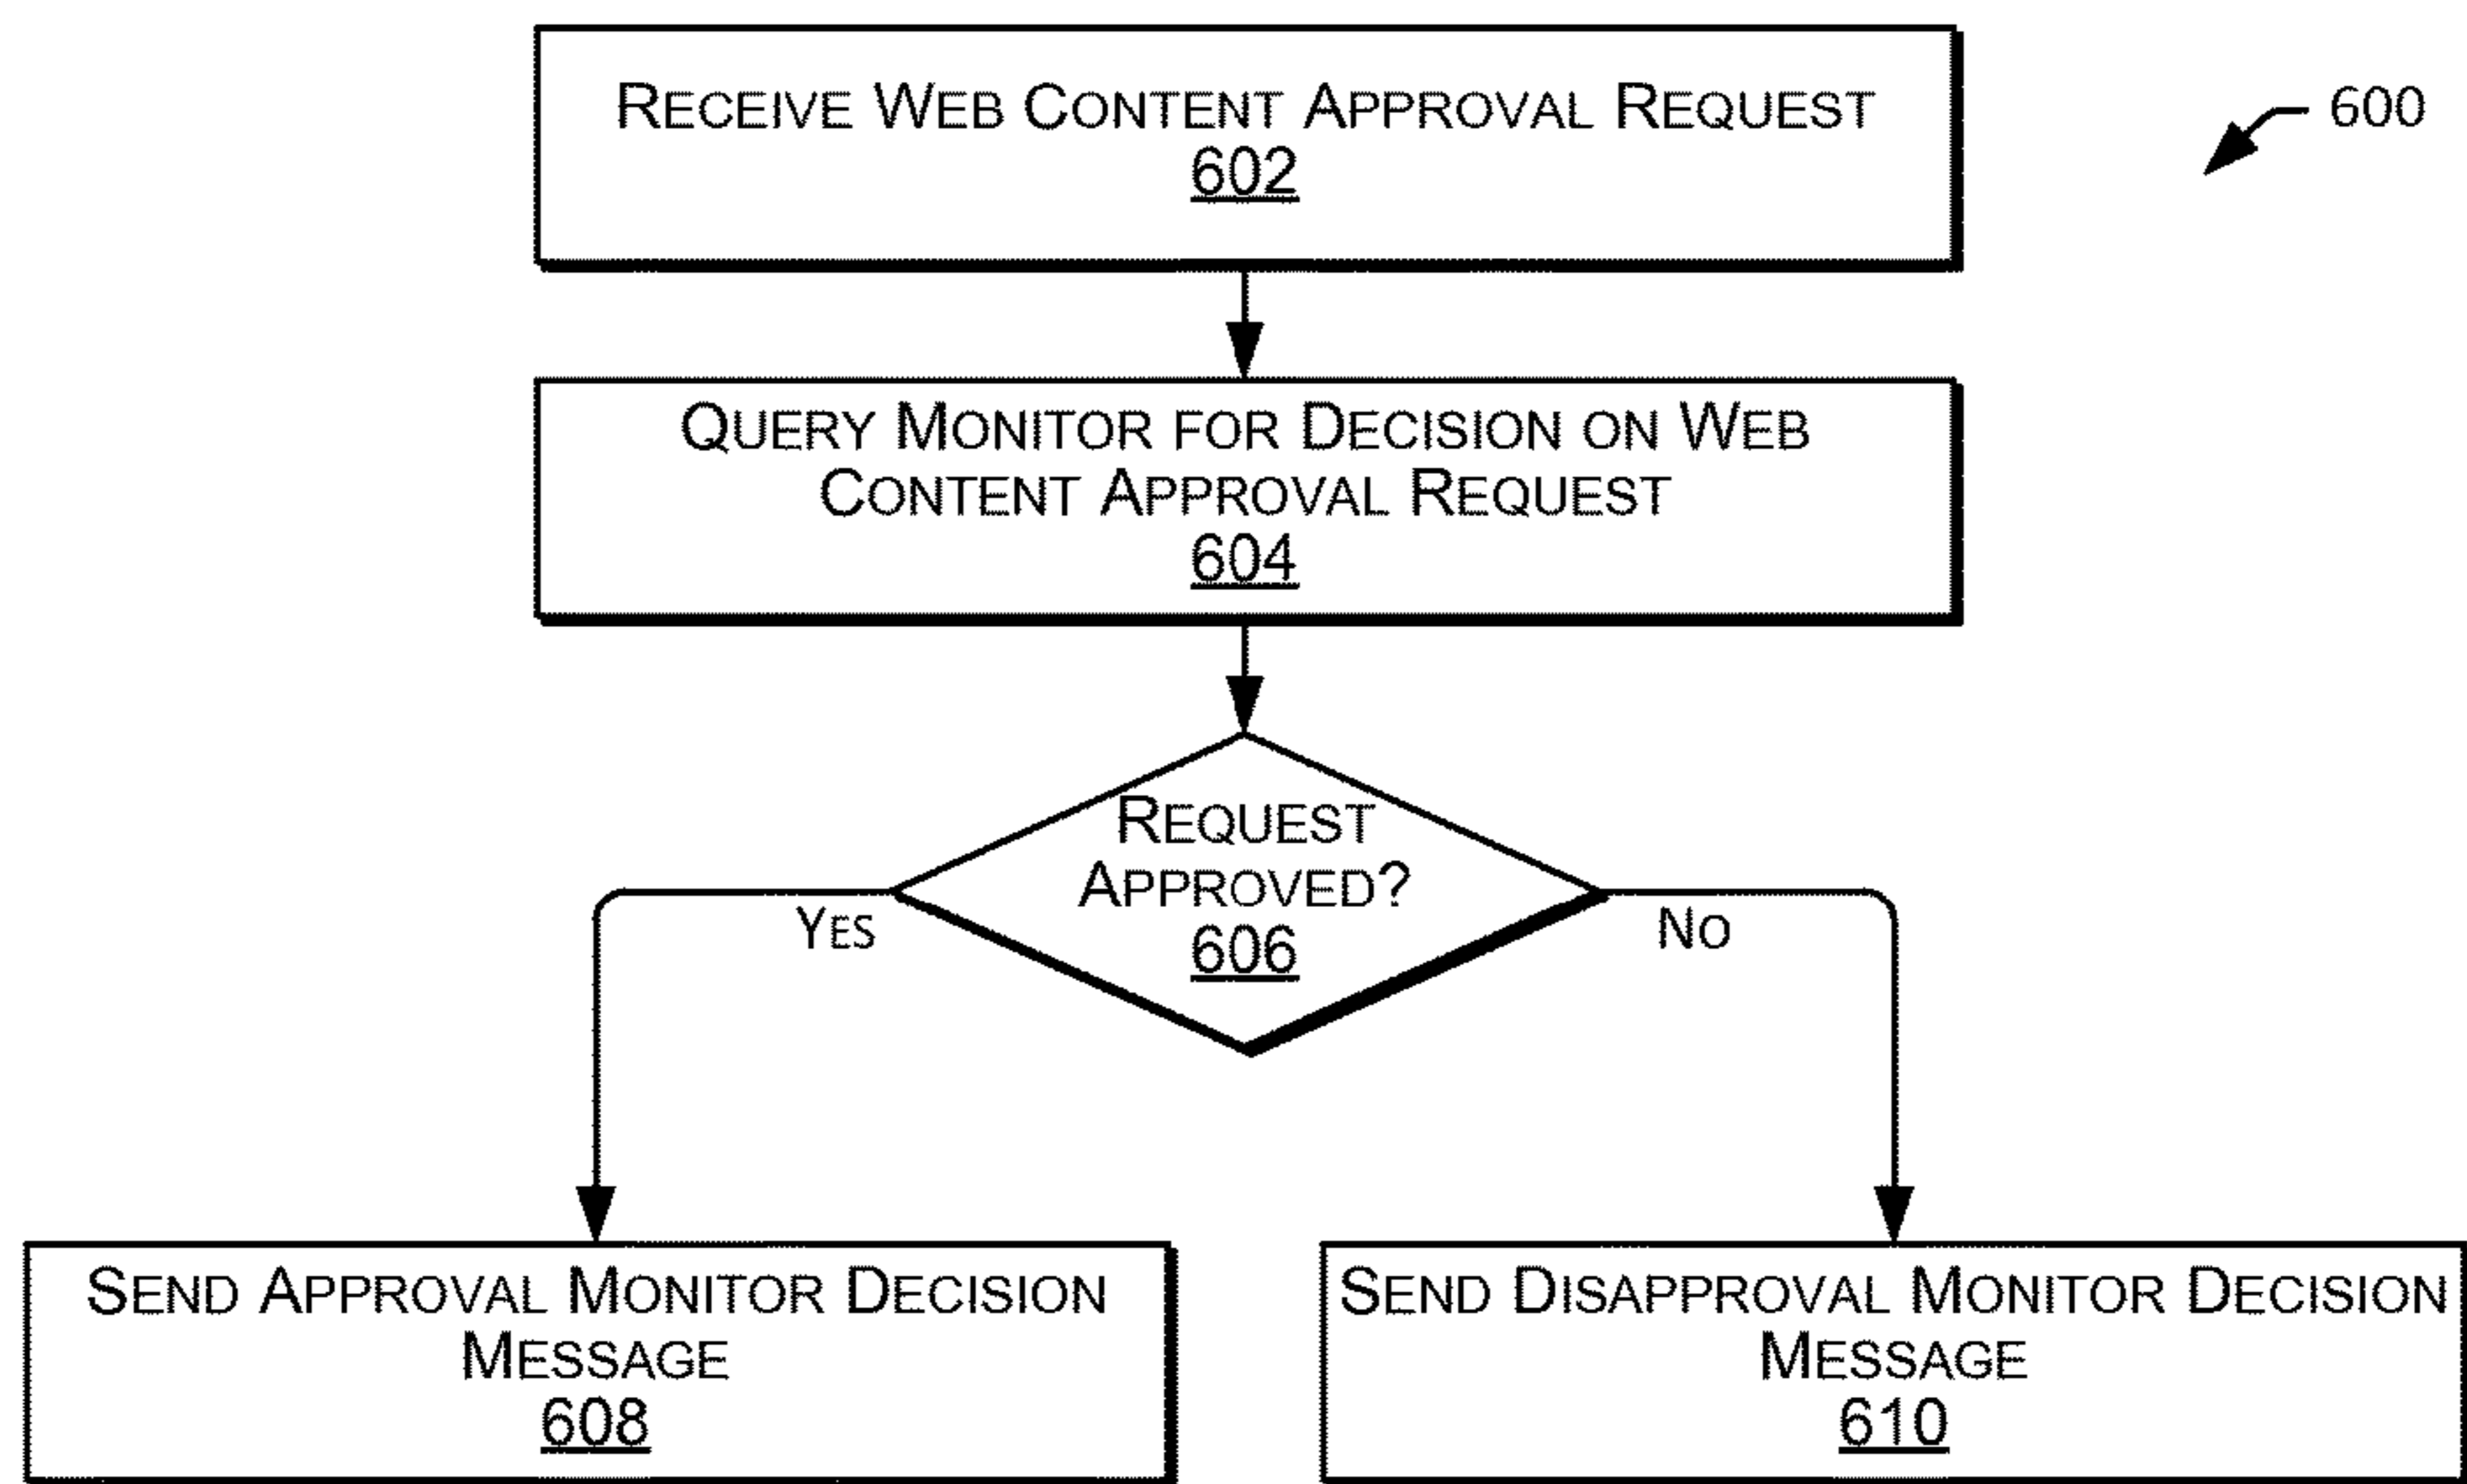 RECEIVE WEB CONTENT APPROVAL REQUEST
602
600
QUERY MONITOR FOR DECISION ON WEB
CONTENT APPROVAL REQUEST
604
REQUEST
APPROVED?
606
YES
NO
SEND APPROVAL MONITOR DECISION
MESSAGE
608
SEND DISAPPROVAL MONITOR DECISION
MESSAGE
610